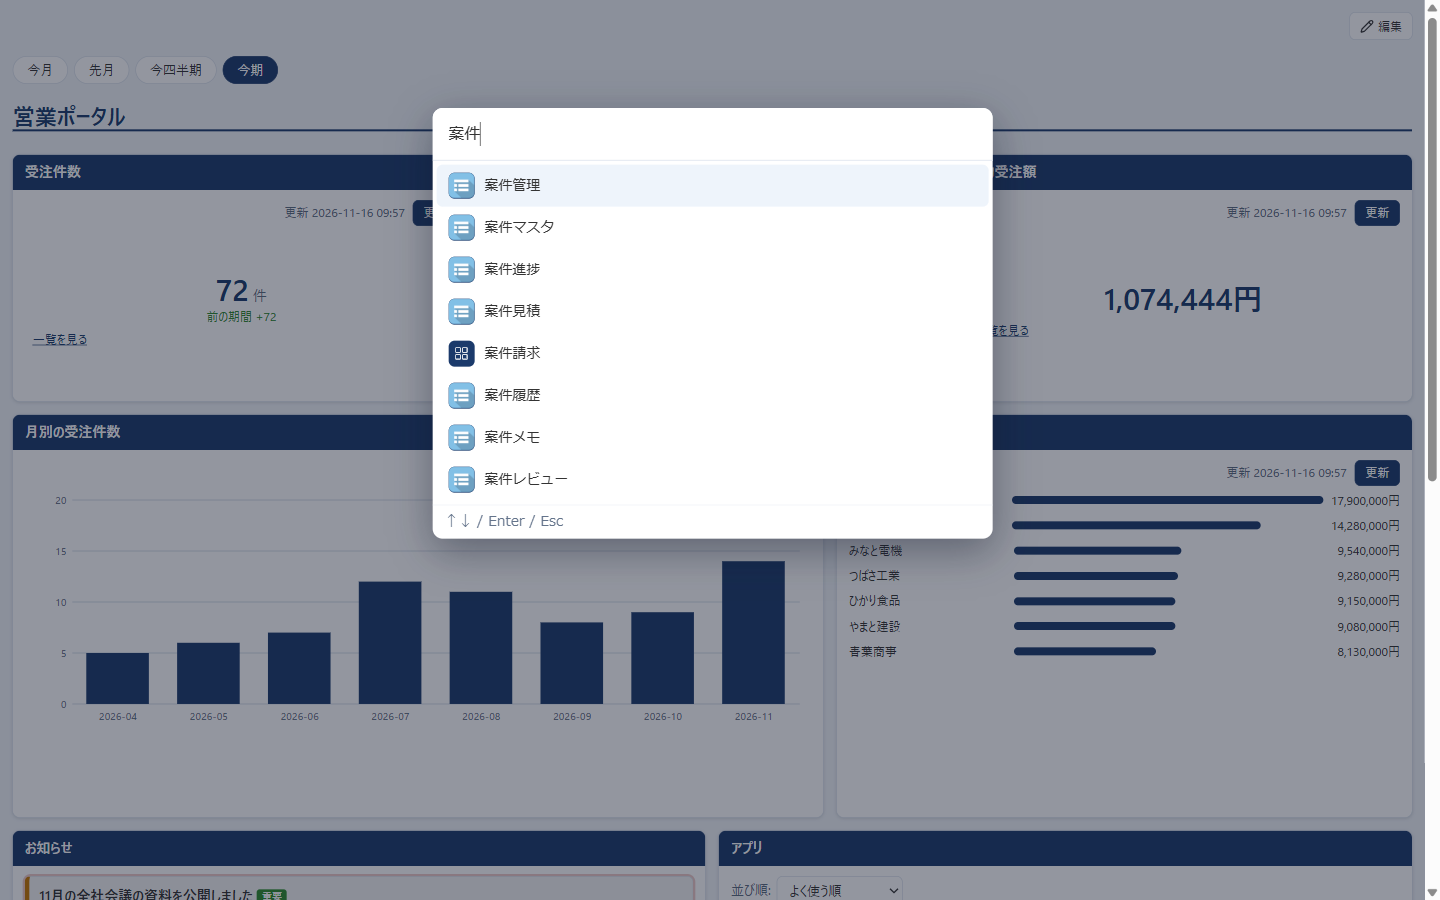 編集
今月
先月
今四半期
今期
営業ポータル
受注件数
更新 2026-11-16 09:57
72 件
前の期間 +72
一覧を見る
受注額
更新 2026-11-16 09:57
更新
1,074,444円
を見る
案件
案件管理
案件マスタ
案件進捗
案件見積
案件請求
案件履歴
案件メモ
案件レビュー
↑↓ / Enter / Esc
月別の受注件数
20
15
10
5
0
2026-04
2026-05
2026-06
2026-07
2026-08
2026-09
2026-10
2026-11
更新 2026-11-16 09:57
更新
17,900,000円
14,280,000円
みなと電機 9,540,000円
つばさ工業 9,280,000円
ひかり食品 9,150,000円
やまと建設 9,080,000円
青葉商事 8,130,000円
お知らせ
11月の全社会議の資料を公開しました 重要
アプリ
並び順: よく使う順